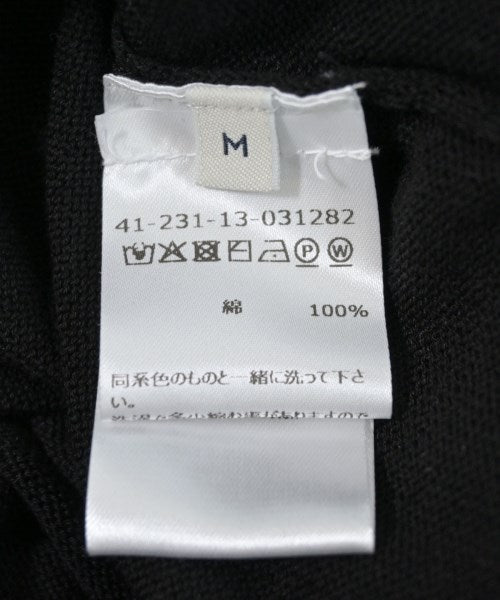 M
41-231-13-031282
P W
綿 100%
同系色のものと一緒に洗って下さ
い。